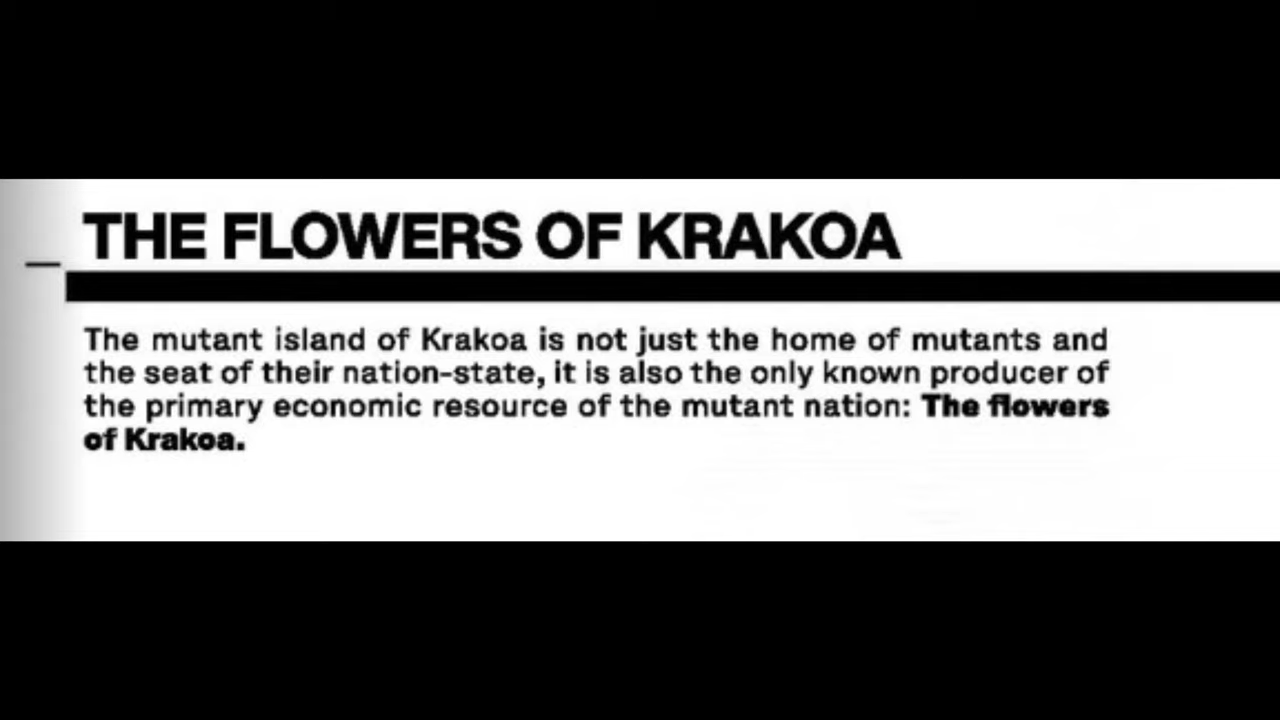 THE FLOWERS OF KRAKOA
The mutant island of Krakoa is not just the home of mutants and
the seat of their nation-state, it is also the only known producer of
the primary economic resource of the mutant nation: The flowers
of Krakoa.